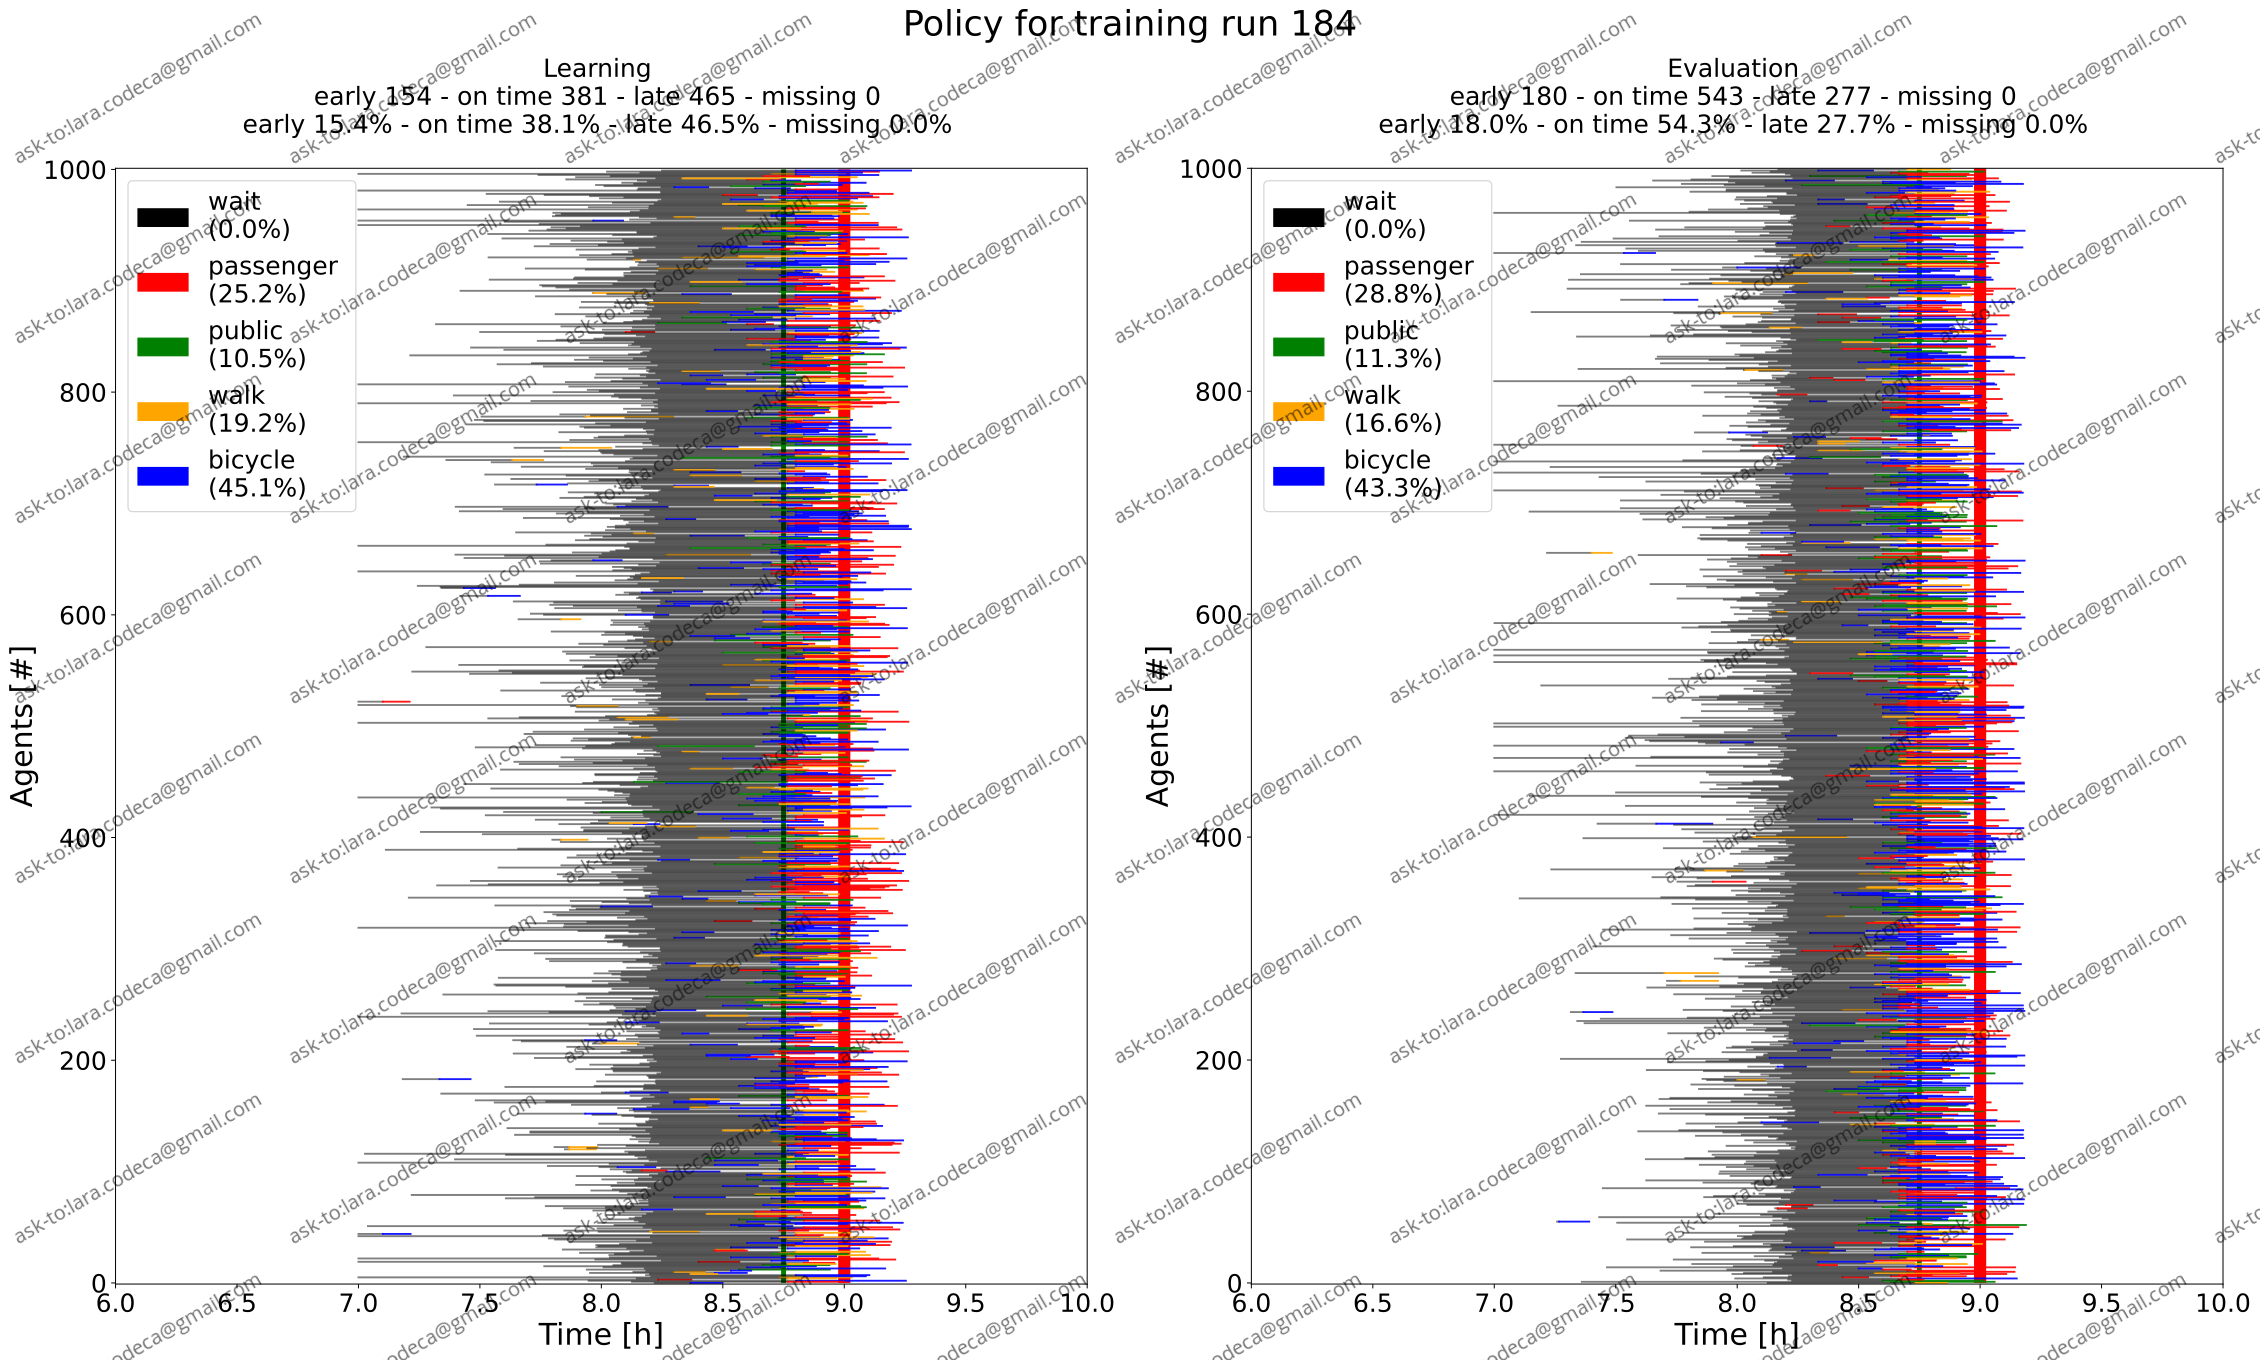 Policy for training run 184
Learning
early 154 - on time 381 - late 465 - missing 0
early 15.4% - on time 38.1% - late 46.5% - missing 0.0%
1000
800
600
400
200
0
Agents [#]
wait
(0.0%)
passenger
(25.2%)
public
(10.5%)
walk
(19.2%)
bicycle
(45.1%)
6.0 6.5 7.0 7.5 8.0 8.5 9.0 9.5 10.0
Time [h]
Evaluation
early 180 - on time 543 - late 277 - missing 0
early 18.0% - on time 54.3% - late 27.7% - missing 0.0%
1000
800
600
400
200
0
Agents [#]
wait
(0.0%)
passenger
(28.8%)
public
(11.3%)
walk
(16.6%)
bicycle
(43.3%)
6.0 6.5 7.0 7.5 8.0 8.5 9.0 9.5 10.0
Time [h]
ask-to:lara.codeca@gmail.com